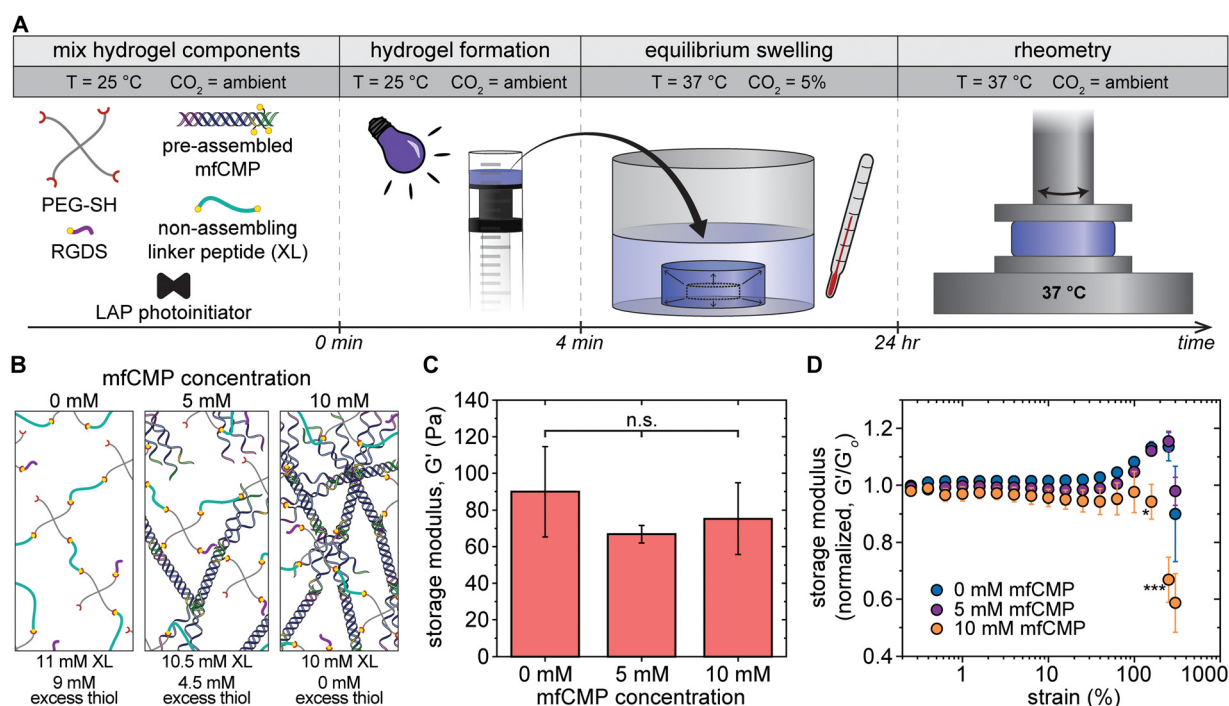 A
mix hydrogel components
hydrogel formation
equilibrium swelling
rheometry
T = 25 °C CO₂ = ambient
T = 25 °C CO₂ = ambient
T = 37 °C CO₂ = 5%
T = 37 °C CO₂ = ambient
PEG-SH
pre-assembled
mfCMP
RGDS
non-assembling
linker peptide (XL)
LAP photoinitiator
37 °C
0 min
4 min
24 hr
time
B
mfCMP concentration
0 mM
5 mM
10 mM
11 mM XL
10.5 mM XL
10 mM XL
9 mM
excess thiol
4.5 mM
excess thiol
0 mM
excess thiol
C
storage modulus, G' (Pa)
140
120
100
80
60
40
20
0
n.s.
0 mM
5 mM
10 mM
mfCMP concentration
D
storage modulus
(normalized, G'/G'ₒ)
1.2
1.0
0.8
0.6
0.4
*
***
0 mM mfCMP
5 mM mfCMP
10 mM mfCMP
1
10
100
1000
strain (%)